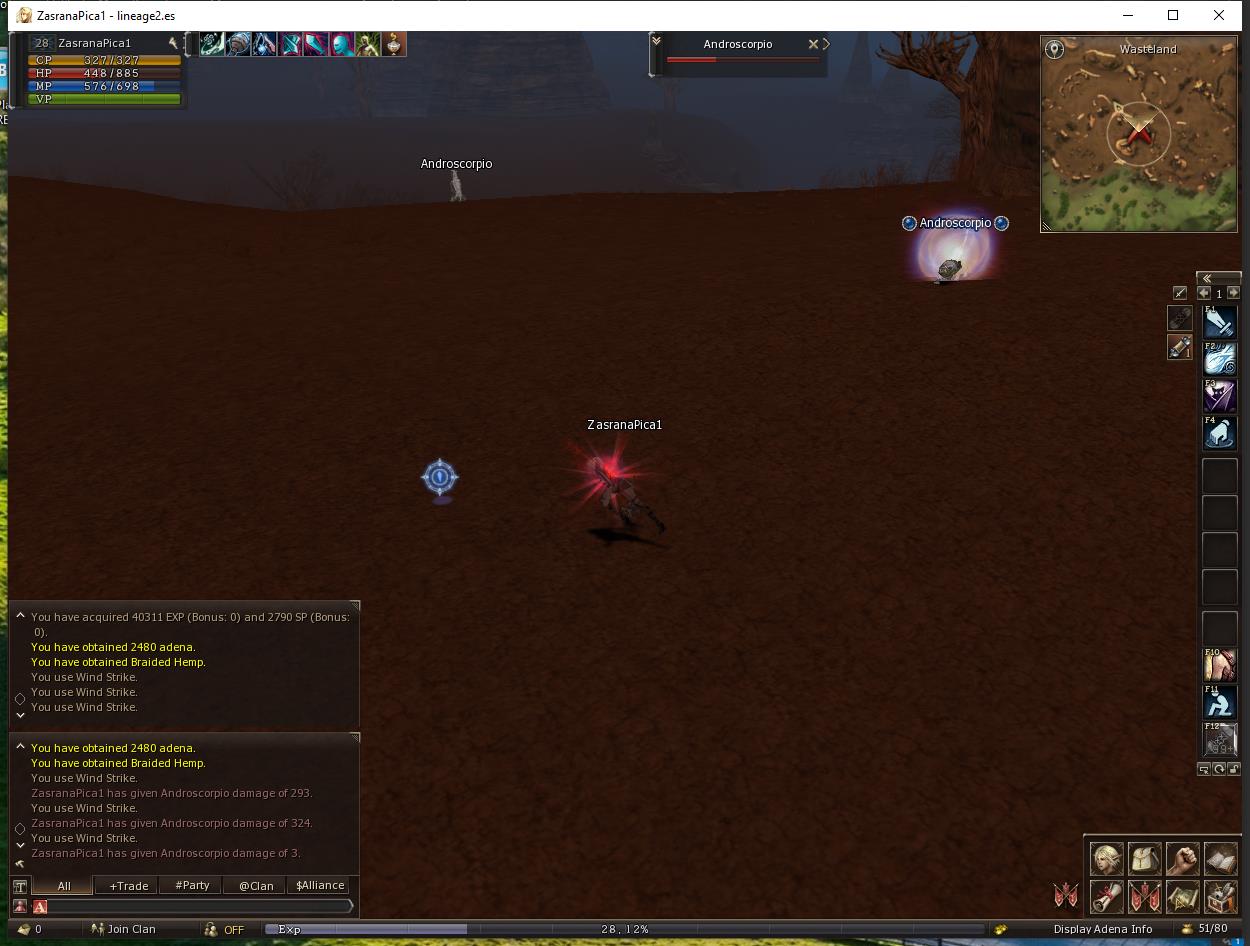 ZasranaPica1 - lineage2.es
28 ZasranaPica1
CP 327/327
HP 448/885
MP 576/698
VP
Androscorpio
Wasteland
Androscorpio
Androscorpio
ZasranaPica1
1
F1
F2
F3
F4
F10
F11
F12
99+
1
You have acquired 40311 EXP (Bonus: 0) and 2790 SP (Bonus:
0).
You have obtained 2480 adena.
You have obtained Braided Hemp.
You use Wind Strike.
You use Wind Strike.
You use Wind Strike.
You have obtained 2480 adena.
You have obtained Braided Hemp.
You use Wind Strike.
ZasranaPica1 has given Androscorpio damage of 293.
You use Wind Strike.
ZasranaPica1 has given Androscorpio damage of 324.
You use Wind Strike.
ZasranaPica1 has given Androscorpio damage of 3.
T All +Trade #Party @Clan $Alliance
A
0 Join Clan OFF Exp 28.12% Display Adena Info 51/80